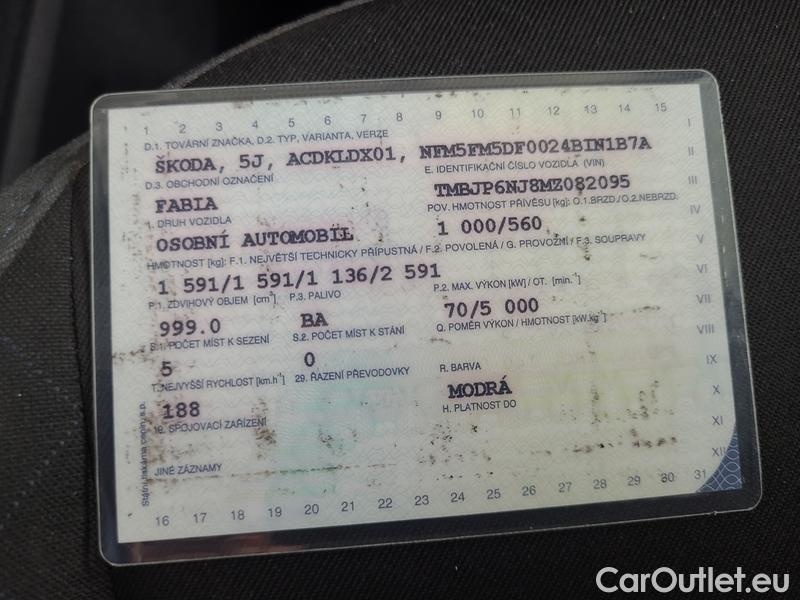 1 2 3 4 5 6 7 8 9 10 11 12 13 14 15
D.1. TOVÁRNÍ ZNAČKA, D.2. TYP, VARIANTA, VERZE
ŠKODA, 5J, ACDKLDX01, NFM5FM5DF0024BIN1B7A
D.3. OBCHODNÍ OZNAČENÍ
E. IDENTIFIKAČNÍ ČÍSLO VOZIDLA (VIN)
FABIA
TMBJP6NJ8MZ082095
1. DRUH VOZIDLA
POV. HMOTNOST PŘÍVĚSU [kg]: O.1.BRZD./O.2.NEBRZD.
OSOBNÍ AUTOMOBIL
1 000/560
HMOTNOST [kg]: F.1. NEJVĚTŠÍ TECHNICKY PŘÍPUSTNÁ / F.2. POVOLENÁ / G. PROVOZNÍ / F.3. SOUPRAVY
1 591/1 591/1 136/2 591
P.1. ZDVIHOVÝ OBJEM [cm³]
P.3. PALIVO
P.2. MAX. VÝKON [kW] / OT. [min.⁻¹]
999.0
BA
70/5 000
S.1. POČET MÍST K SEZENÍ
S.2. POČET MÍST K STÁNÍ
Q. POMĚR VÝKON / HMOTNOST [kW.kg⁻¹]
5
0
T. NEJVYŠŠÍ RYCHLOST [km.h⁻¹]
29. ŘAZENÍ PŘEVODOVKY
R. BARVA
188
MODRÁ
19. SPOJOVACÍ ZAŘÍZENÍ
H. PLATNOST DO
JINÉ ZÁZNAMY
16 17 18 19 20 21 22 23 24 25 26 27 28 29 30 31
I
II
III
IV
V
VI
VII
VIII
IX
X
XI
XII
Státní tiskárna cenin, s.p.
CarOutlet.eu